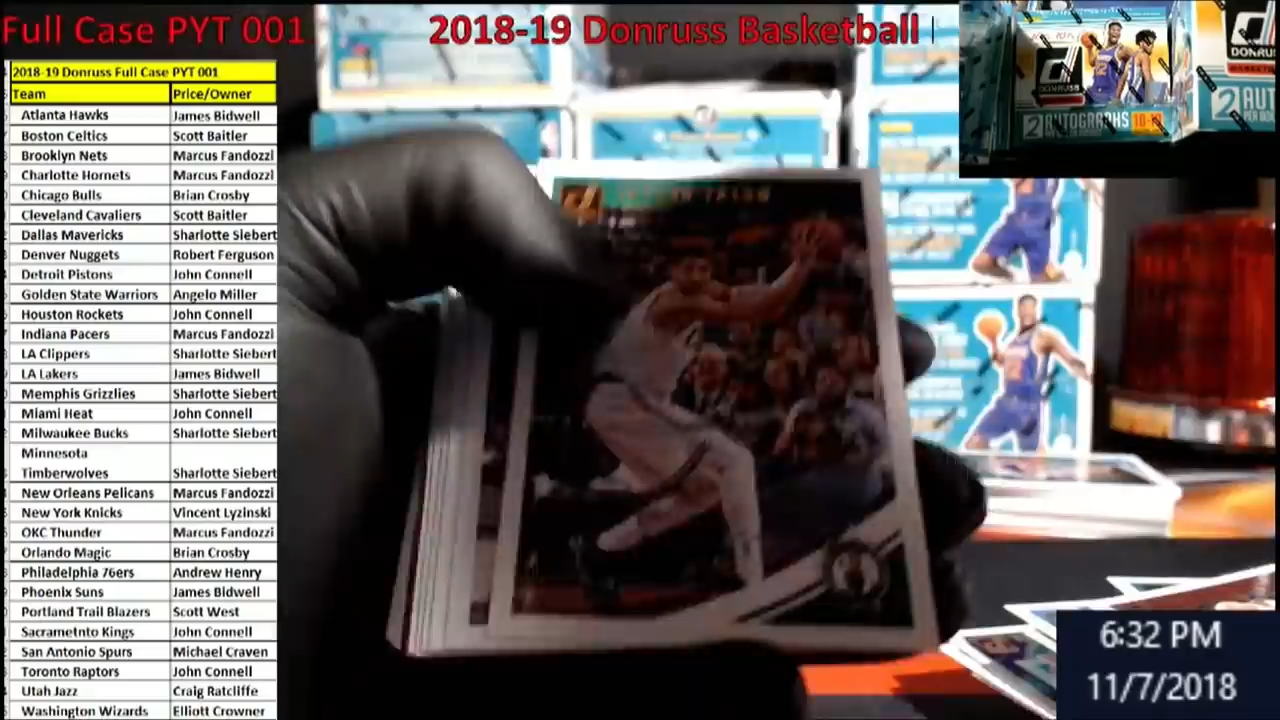 Full Case PYT 001
2018-19 Donruss Basketball
2018-19 Donruss Full Case PYT 001
Team Price/Owner
Atlanta Hawks James Bidwell
Boston Celtics Scott Baitler
Brooklyn Nets Marcus Fandozzi
Charlotte Hornets Marcus Fandozzi
Chicago Bulls Brian Crosby
Cleveland Cavaliers Scott Baitler
Dallas Mavericks Sharlotte Siebert
Denver Nuggets Robert Ferguson
Detroit Pistons John Connell
Golden State Warriors Angelo Miller
Houston Rockets John Connell
Indiana Pacers Marcus Fandozzi
LA Clippers Sharlotte Siebert
LA Lakers James Bidwell
Memphis Grizzlies Sharlotte Siebert
Miami Heat John Connell
Milwaukee Bucks Sharlotte Siebert
Minnesota
Timberwolves Sharlotte Siebert
New Orleans Pelicans Marcus Fandozzi
New York Knicks Vincent Lyzinski
OKC Thunder Marcus Fandozzi
Orlando Magic Brian Crosby
Philadelphia 76ers Andrew Henry
Phoenix Suns James Bidwell
Portland Trail Blazers Scott West
Sacrametnto Kings John Connell
San Antonio Spurs Michael Craven
Toronto Raptors John Connell
Utah Jazz Craig Ratcliffe
Washington Wizards Elliott Crowner
DONRUSS
2 AUTOGRAPHS
2 AUT
6:32 PM
11/7/2018